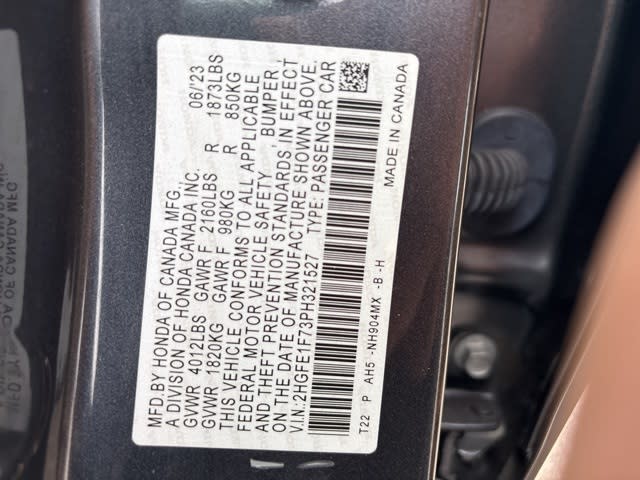 MFD.BY HONDA OF CANADA MFG., 06/'23
A DIVISION OF HONDA CANADA INC.
GVWR 4012LBS GAWR F 2160LBS R 1873LBS
GVWR 1820KG GAWR F 980KG R 850KG
THIS VEHICLE CONFORMS TO ALL APPLICABLE
FEDERAL MOTOR VEHICLE SAFETY, BUMPER,
AND THEFT PREVENTION STANDARDS IN EFFECT
ON THE DATE OF MANUFACTURE SHOWN ABOVE.
V.I.N.:2HGFE1F73PH321527 TYPE: PASSENGER CAR
T22 P AH5 -NH904MX -B -H MADE IN CANADA